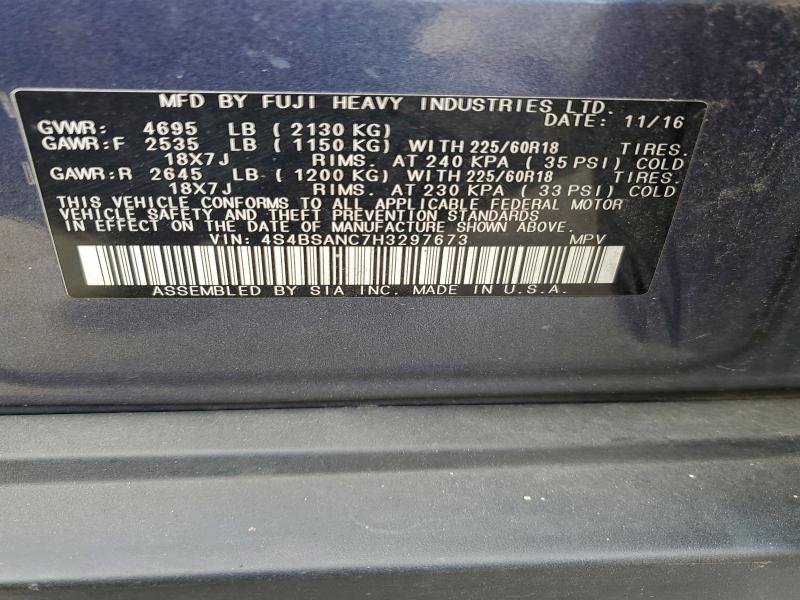 MFD BY FUJI HEAVY INDUSTRIES LTD.
GVWR: 4695 LB ( 2130 KG) DATE: 11/16
GAWR:F 2535 LB ( 1150 KG) WITH 225/60R18 TIRES.
18X7J RIMS. AT 240 KPA ( 35 PSI) COLD
GAWR:R 2645 LB ( 1200 KG) WITH 225/60R18 TIRES.
18X7J RIMS. AT 230 KPA ( 33 PSI) COLD
THIS VEHICLE CONFORMS TO ALL APPLICABLE FEDERAL MOTOR
VEHICLE SAFETY AND THEFT PREVENTION STANDARDS
IN EFFECT ON THE DATE OF MANUFACTURE SHOWN ABOVE.
VIN: 4S4BSANC7H3297673 MPV
ASSEMBLED BY SIA INC. MADE IN U.S.A.